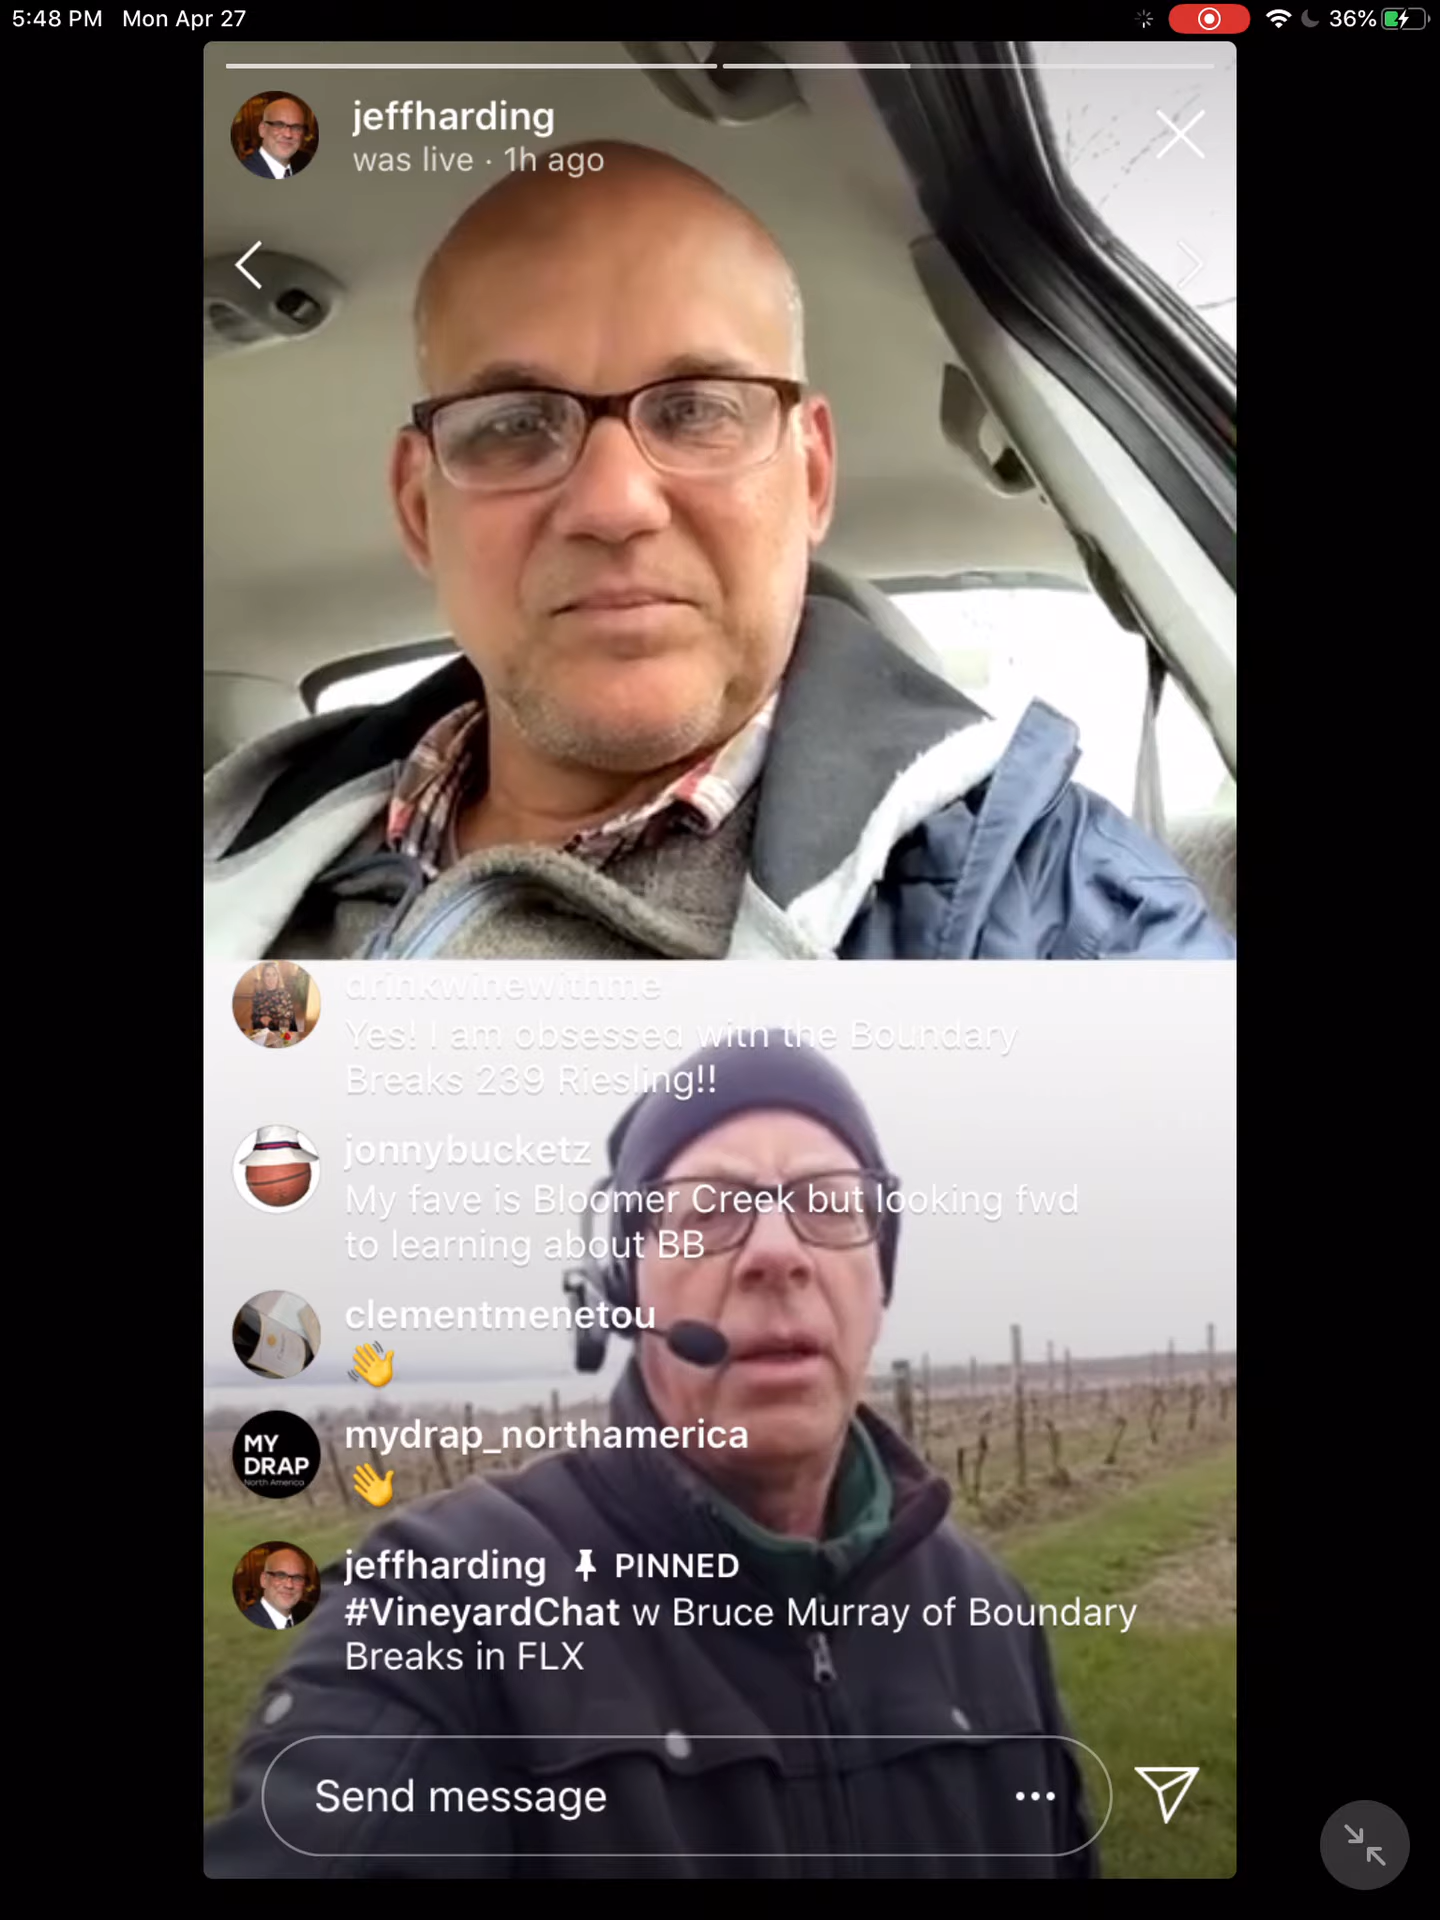 5:48 PM Mon Apr 27
36%
jeffharding
was live · 1h ago
drinkwinewithme
Yes! I am obsessed with the Boundary
Breaks 239 Riesling!!
jonnybucketz
My fave is Bloomer Creek but looking fwd
to learning about BB
clementmenetou
👋
MY
DRAP
North America
mydrap_northamerica
👋
jeffharding PINNED
#VineyardChat w Bruce Murray of Boundary
Breaks in FLX
Send message